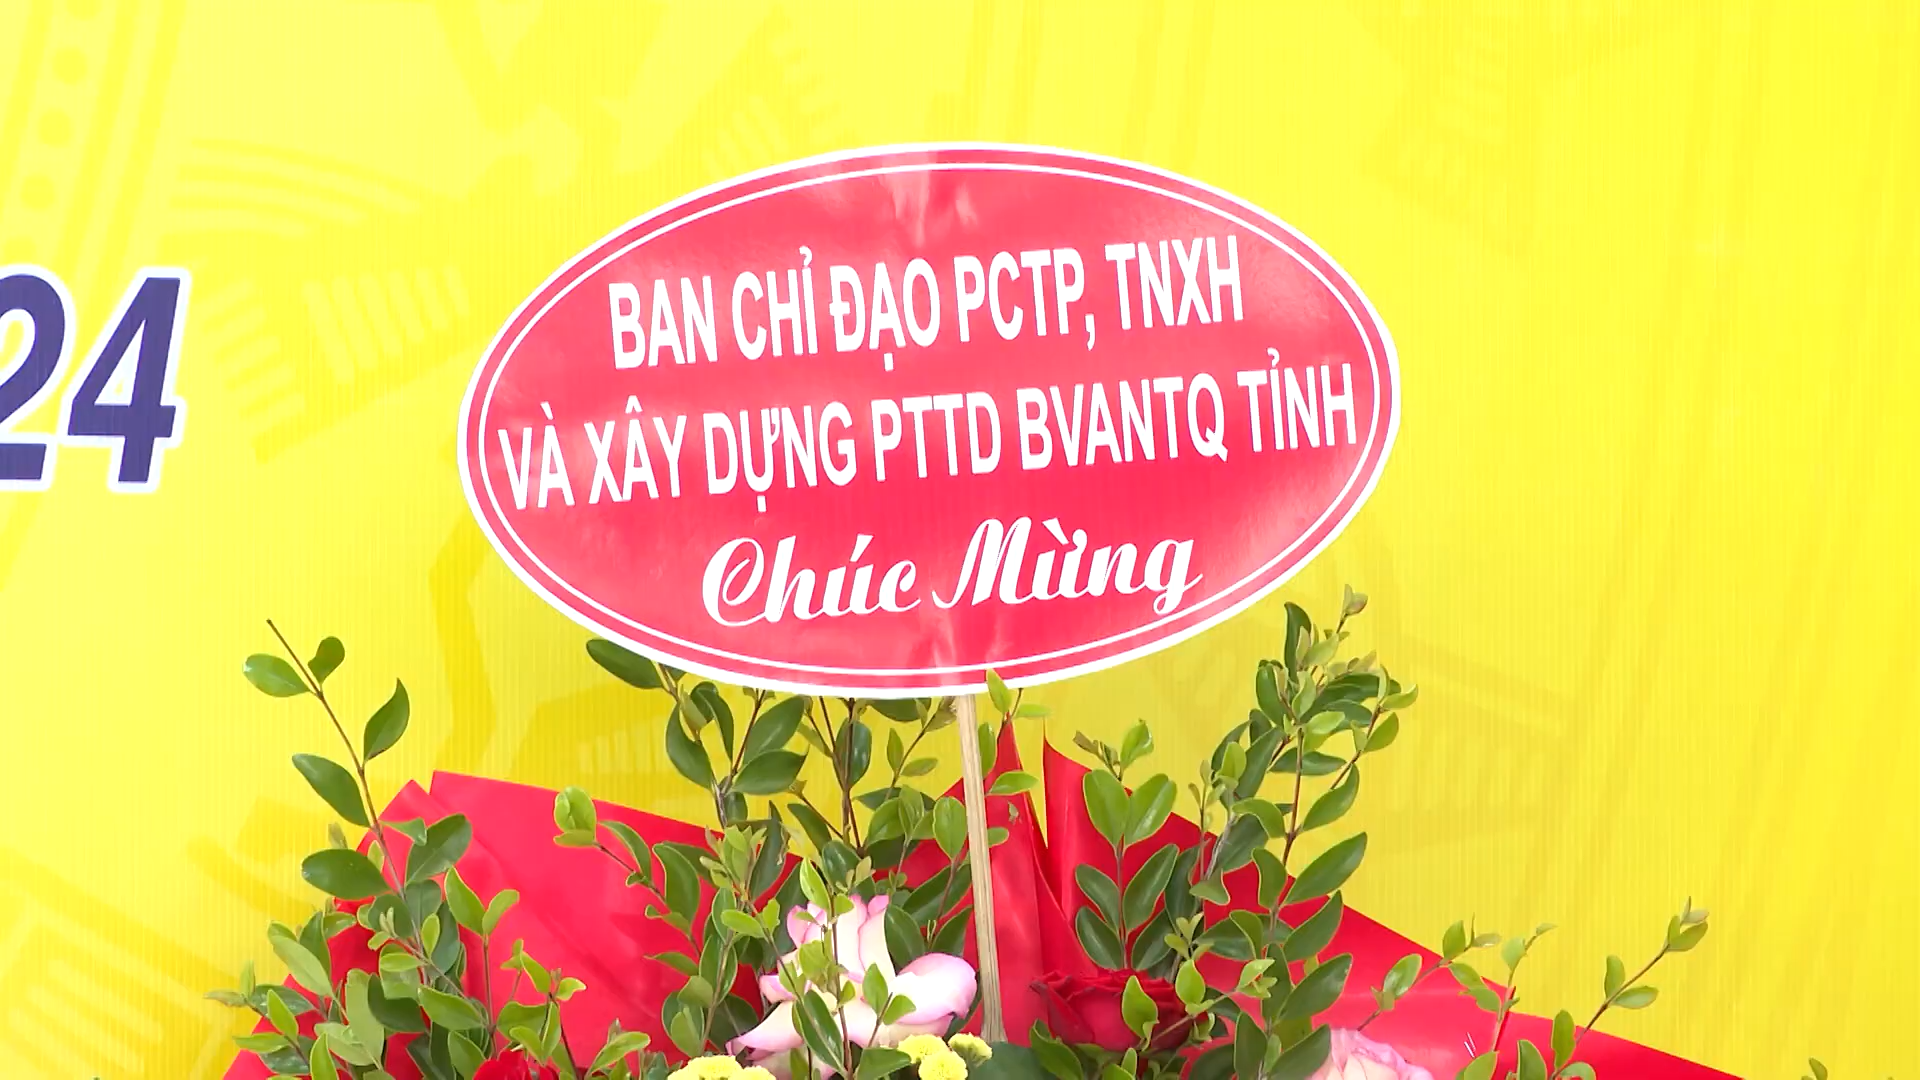 24
BAN CHỈ ĐẠO PCTP, TNXH
VÀ XÂY DỰNG PTTD BVANTQ TỈNH
Chúc Mừng